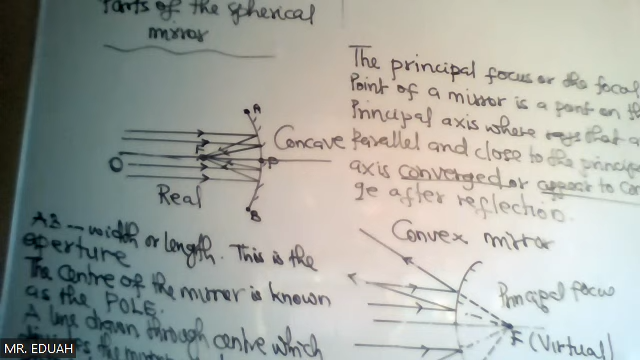 Parts of the spherical
mirror
A
Concave
O
F
P
Real
B
AB - width or length. This is the
aperture
The centre of the mirror is known
as the POLE.
A line drawn through centre which
The principal focus or the focal
Point of a mirror is a point on th
Principal axis where rays that a
Parallel and close to the principa
axis converged or appear to co
ge after reflection.
Convex mirror
Principal focus
F (Virtual)
MR. EDUAH